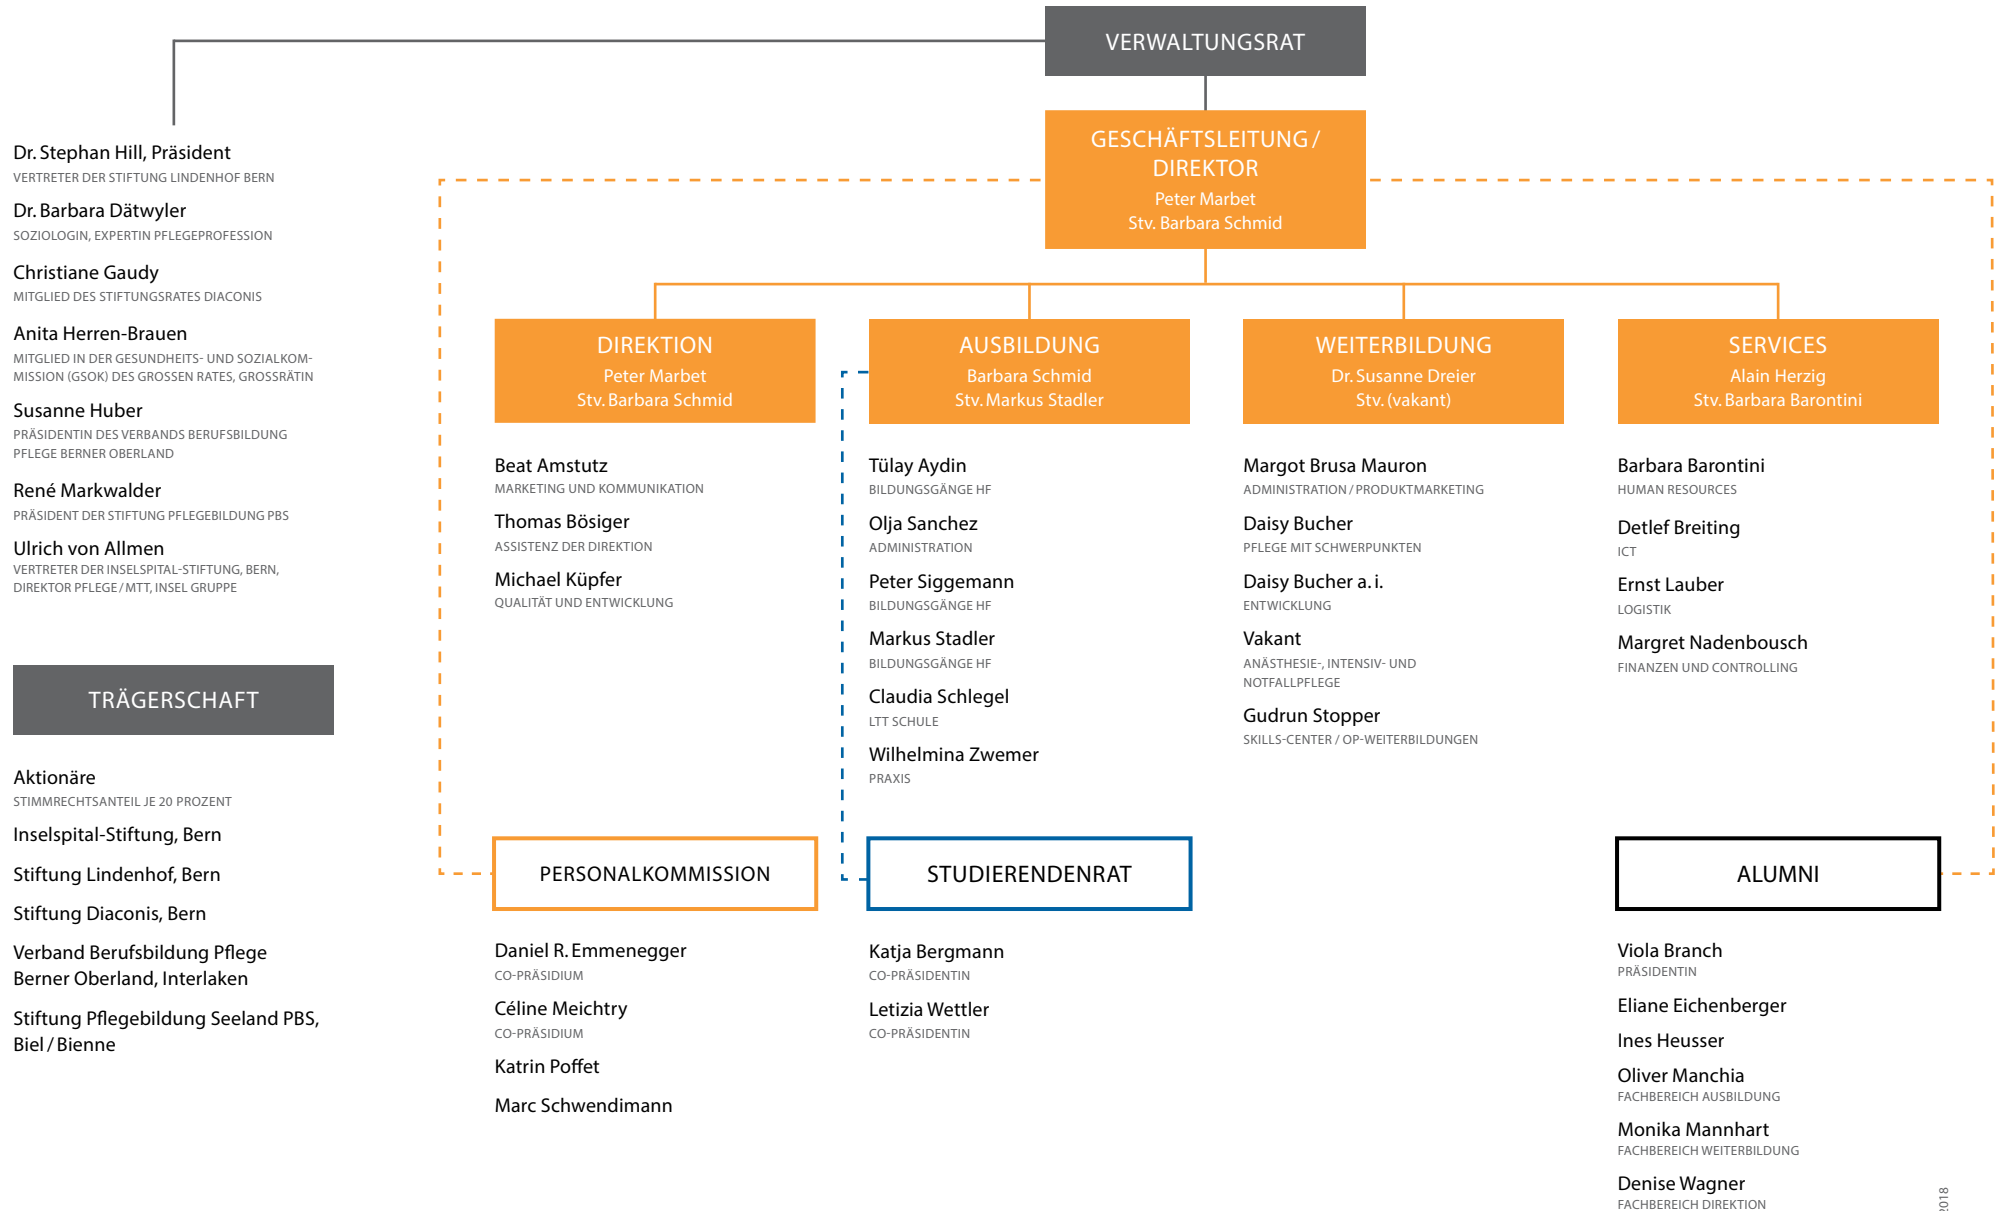 VERWALTUNGSRAT
Dr. Stephan Hill, Präsident
VERTRETER DER STIFTUNG LINDENHOF BERN
Dr. Barbara Dätwyler
SOZIOLOGIN, EXPERTIN PFLEGEPROFESSION
Christiane Gaudy
MITGLIED DES STIFTUNGSRATES DIACONIS
Anita Herren-Brauen
MITGLIED IN DER GESUNDHEITS- UND SOZIALKOM-
MISSION (GSOK) DES GROSSEN RATES, GROSSRÄTIN
Susanne Huber
PRÄSIDENTIN DES VERBANDS BERUFSBILDUNG
PFLEGE BERNER OBERLAND
René Markwalder
PRÄSIDENT DER STIFTUNG PFLEGEBILDUNG PBS
Ulrich von Allmen
VERTRETER DER INSELSPITAL-STIFTUNG, BERN,
DIREKTOR PFLEGE / MTT, INSEL GRUPPE
TRÄGERSCHAFT
Aktionäre
STIMMRECHTSANTEIL JE 20 PROZENT
Inselspital-Stiftung, Bern
Stiftung Lindenhof, Bern
Stiftung Diaconis, Bern
Verband Berufsbildung Pflege
Berner Oberland, Interlaken
Stiftung Pflegebildung Seeland PBS,
Biel / Bienne
GESCHÄFTSLEITUNG /
DIREKTOR
Peter Marbet
Stv. Barbara Schmid
DIREKTION
Peter Marbet
Stv. Barbara Schmid
Beat Amstutz
MARKETING UND KOMMUNIKATION
Thomas Bösiger
ASSISTENZ DER DIREKTION
Michael Küpfer
QUALITÄT UND ENTWICKLUNG
AUSBILDUNG
Barbara Schmid
Stv. Markus Stadler
Tülay Aydin
BILDUNGSGÄNGE HF
Olja Sanchez
ADMINISTRATION
Peter Siggemann
BILDUNGSGÄNGE HF
Markus Stadler
BILDUNGSGÄNGE HF
Claudia Schlegel
LTT SCHULE
Wilhelmina Zwemer
PRAXIS
WEITERBILDUNG
Dr. Susanne Dreier
Stv. (vakant)
Margot Brusa Mauron
ADMINISTRATION / PRODUKTMARKETING
Daisy Bucher
PFLEGE MIT SCHWERPUNKTEN
Daisy Bucher a. i.
ENTWICKLUNG
Vakant
ANÄSTHESIE-, INTENSIV- UND
NOTFALLPFLEGE
Gudrun Stopper
SKILLS-CENTER / OP-WEITERBILDUNGEN
SERVICES
Alain Herzig
Stv. Barbara Barontini
Barbara Barontini
HUMAN RESOURCES
Detlef Breiting
ICT
Ernst Lauber
LOGISTIK
Margret Nadenbousch
FINANZEN UND CONTROLLING
PERSONALKOMMISSION
Daniel R. Emmenegger
CO-PRÄSIDIUM
Céline Meichtry
CO-PRÄSIDIUM
Katrin Poffet
Marc Schwendimann
STUDIERENDENRAT
Katja Bergmann
CO-PRÄSIDENTIN
Letizia Wettler
CO-PRÄSIDENTIN
ALUMNI
Viola Branch
PRÄSIDENTIN
Eliane Eichenberger
Ines Heusser
Oliver Manchia
FACHBEREICH AUSBILDUNG
Monika Mannhart
FACHBEREICH WEITERBILDUNG
Denise Wagner
FACHBEREICH DIREKTION
2018